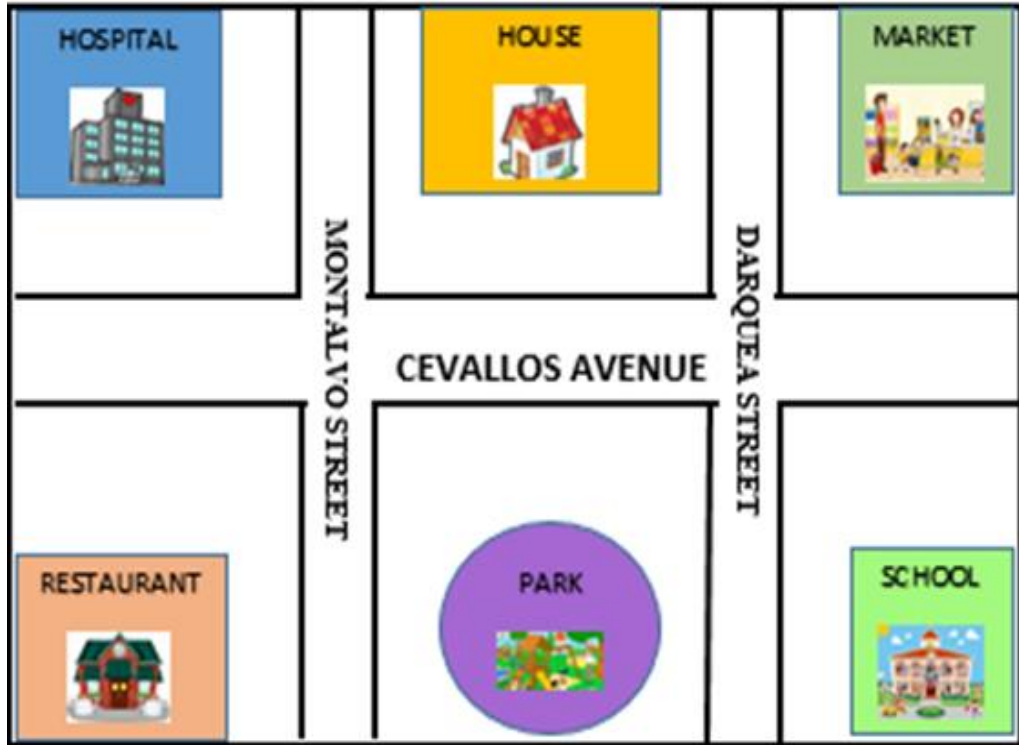 HOSPITAL
HOUSE
MARKET
MONTALVO STREET
DARQUEA STREET
CEVALLOS AVENUE
RESTAURANT
PARK
SCHOOL